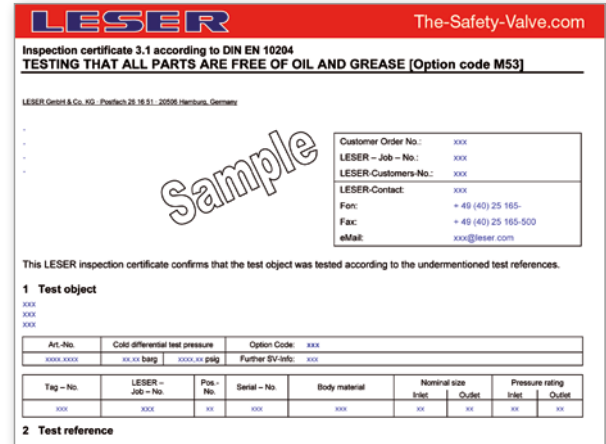 LESER The-Safety-Valve.com
Inspection certificate 3.1 according to DIN EN 10204
TESTING THAT ALL PARTS ARE FREE OF OIL AND GREASE [Option code M53]
LESER GmbH & Co. KG · Postfach 26 16 51 · 20506 Hamburg, Germany
Sample
Customer Order No.: xxx
LESER – Job – No.: xxx
LESER-Customers-No.: xxx
LESER-Contact: xxx
Fon: + 49 (40) 25 165-
Fax: + 49 (40) 25 165-500
eMail: xxx@leser.com
This LESER inspection certificate confirms that the test object was tested according to the undermentioned test references.
1 Test object
xxx
xxx
xxx
Art.-No. Cold differential test pressure Option Code: xxx
xxxx.xxxx xx.xx barg xxxx.xx psig Further SV-Info: xxx
Tag – No. LESER – Job – No. Pos.- No. Serial – No. Body material Nominal size Pressure rating
Inlet Outlet Inlet Outlet
xxx xxx xx xxx xxx xx xx xx xx
2 Test reference